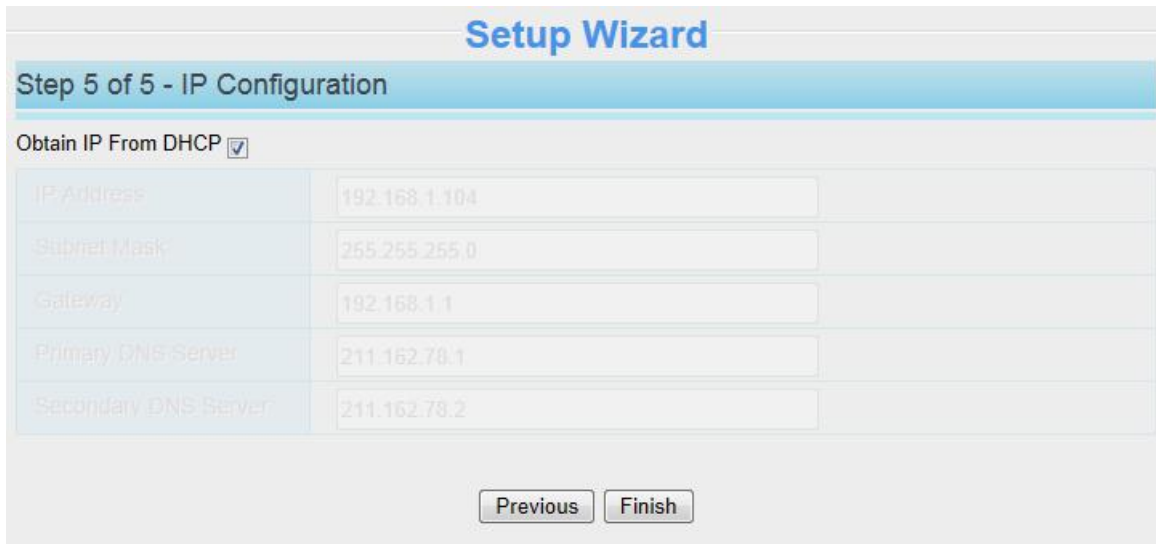 Setup Wizard
Step 5 of 5 - IP Configuration
Obtain IP From DHCP
IP Address 192.168.1.104
Subnet Mask 255.255.255.0
Gateway 192.168.1.1
Primary DNS Server 211.162.78.1
Secondary DNS Server 211.162.78.2
Previous Finish